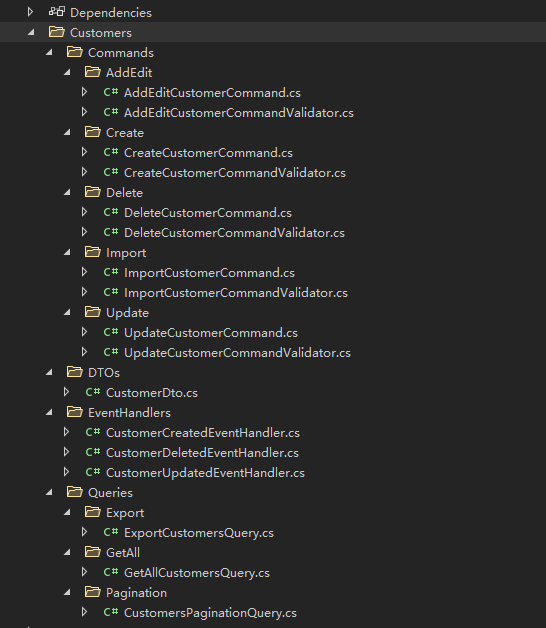 Dependencies
Customers
Commands
AddEdit
C# AddEditCustomerCommand.cs
C# AddEditCustomerCommandValidator.cs
Create
C# CreateCustomerCommand.cs
C# CreateCustomerCommandValidator.cs
Delete
C# DeleteCustomerCommand.cs
C# DeleteCustomerCommandValidator.cs
Import
C# ImportCustomerCommand.cs
C# ImportCustomerCommandValidator.cs
Update
C# UpdateCustomerCommand.cs
C# UpdateCustomerCommandValidator.cs
DTOs
C# CustomerDto.cs
EventHandlers
C# CustomerCreatedEventHandler.cs
C# CustomerDeletedEventHandler.cs
C# CustomerUpdatedEventHandler.cs
Queries
Export
C# ExportCustomersQuery.cs
GetAll
C# GetAllCustomersQuery.cs
Pagination
C# CustomersPaginationQuery.cs